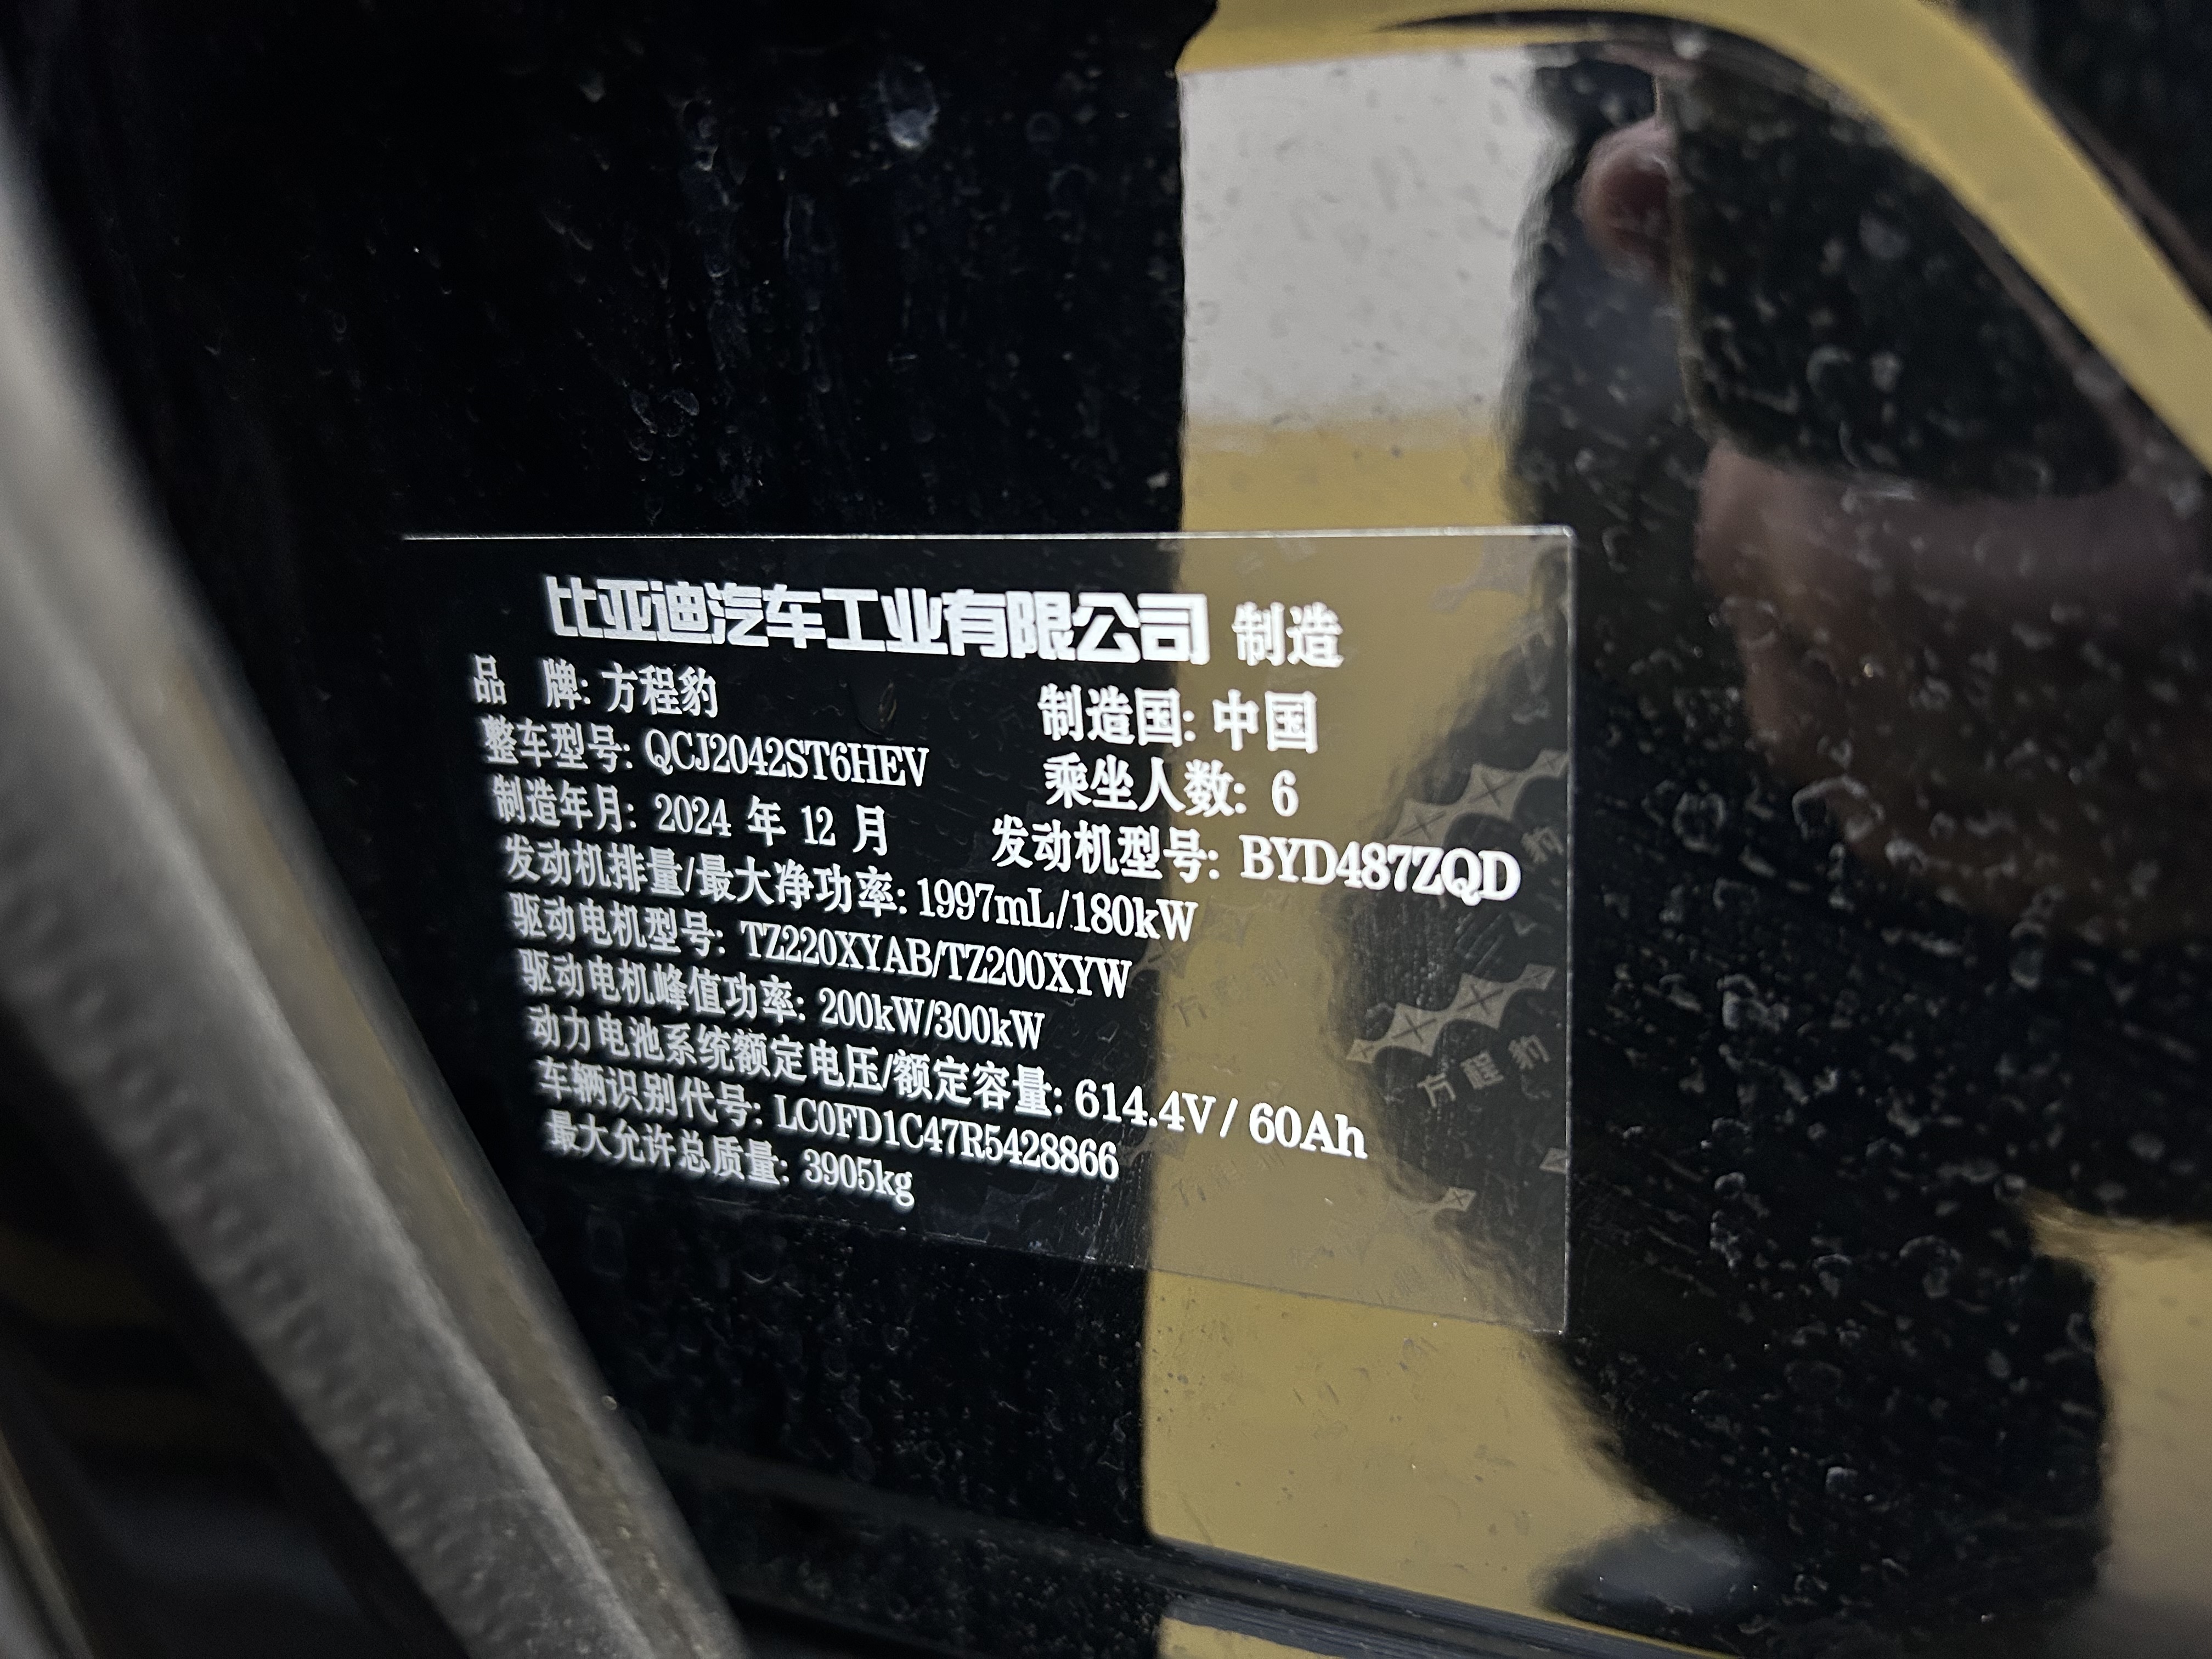 比亚迪汽车工业有限公司 制造
品 牌: 方程豹 制造国: 中国
整车型号: QCJ2042ST6HEV 乘坐人数: 6
制造年月: 2024 年 12 月 发动机型号: BYD487ZQD
发动机排量/最大净功率: 1997mL/180kW
驱动电机型号: TZ220XYAB/TZ200XYW
驱动电机峰值功率: 200kW/300kW
动力电池系统额定电压/额定容量: 614.4V / 60Ah
车辆识别代号: LC0FD1C47R5428866
最大允许总质量: 3905kg
方程豹